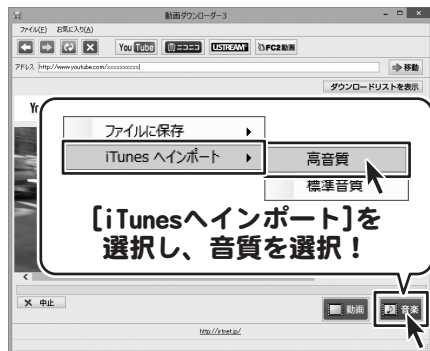 動画ダウンローダー3
ファイル(F) お気に入り(A)
YouTube ニコニコ USTREAM FC2動画
アドレス http://www.youtube.com/xxxxxxxxxx 移動
ダウンロードリストを表示
ファイルに保存
iTunes へインポート 高音質
標準音質
[iTunesへインポート]を
選択し、音質を選択！
中止
動画 音楽
http://irtnet.jp/